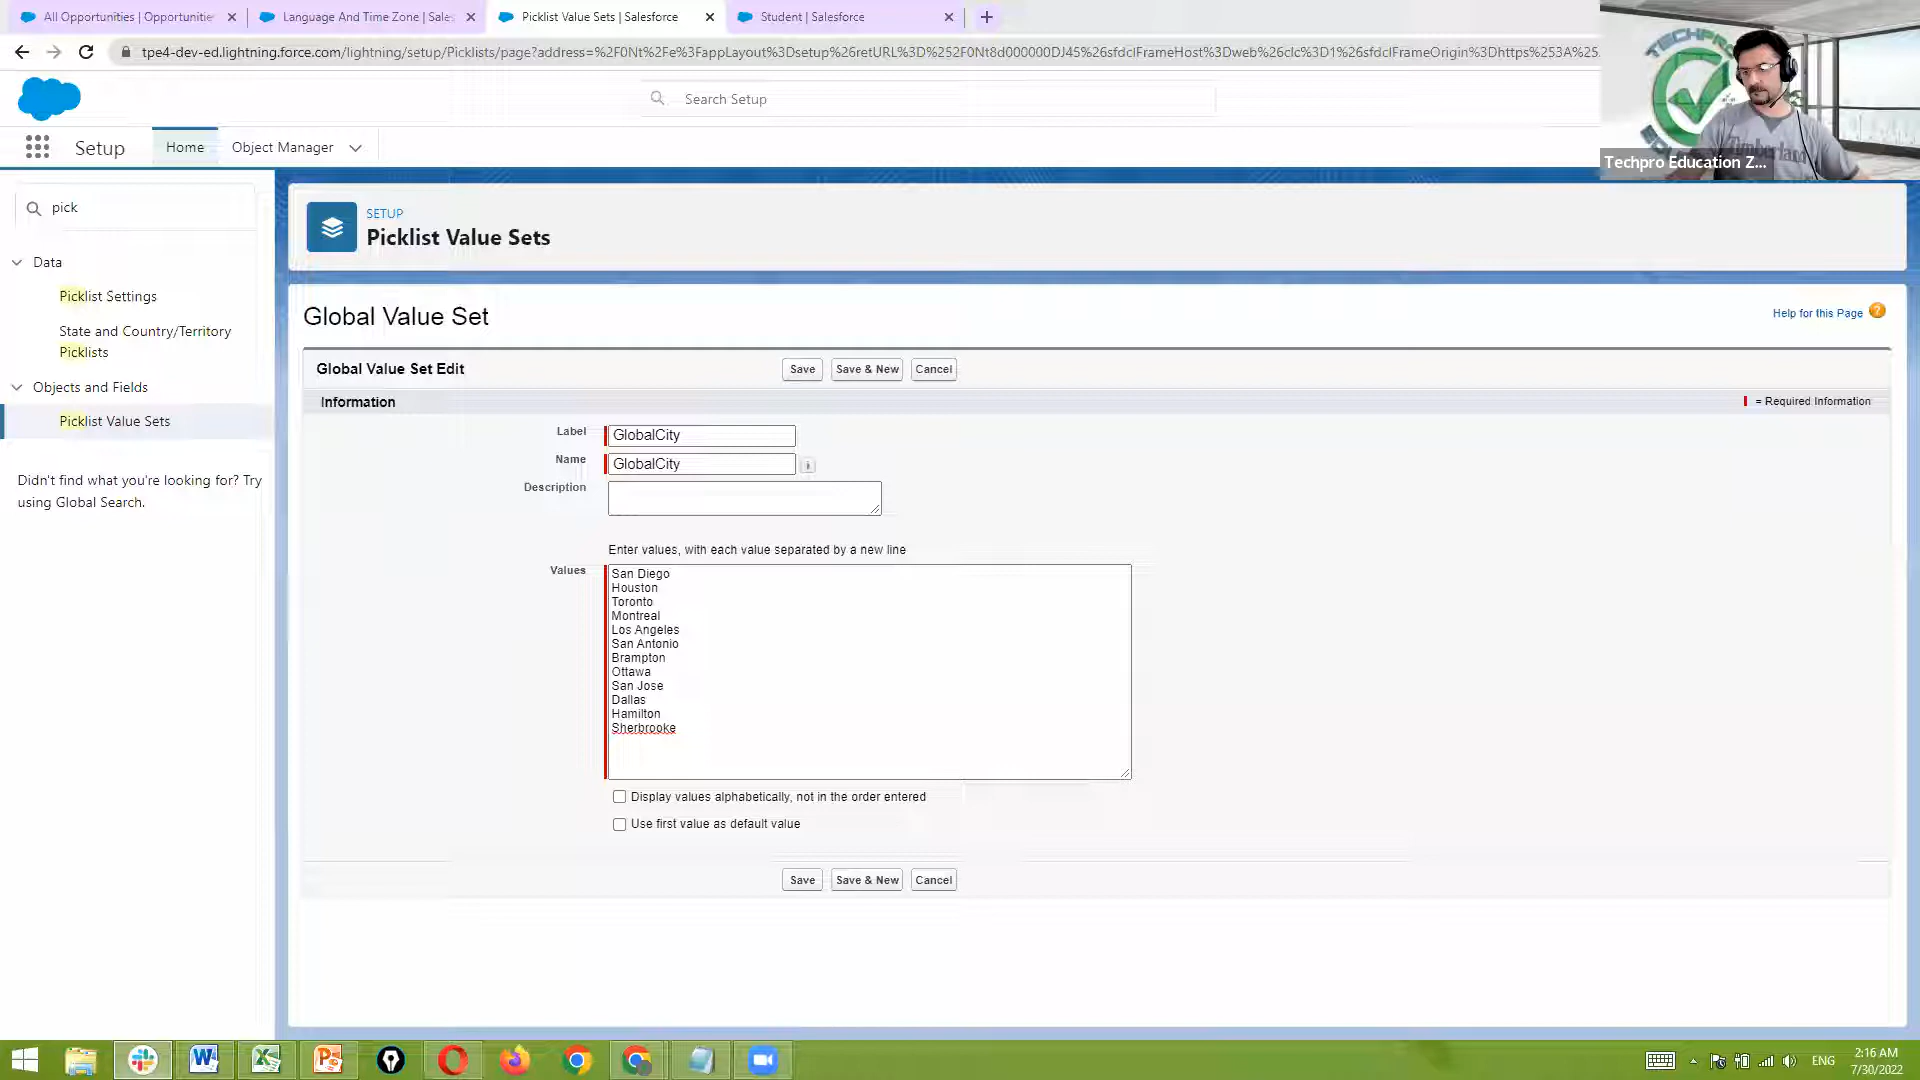 All Opportunities | Opportunitie
Language And Time Zone | Sales
Picklist Value Sets | Salesforce
Student | Salesforce
tpe4-dev-ed.lightning.force.com/lightning/setup/Picklists/page?address=%2F0Nt%2Fe%3FappLayout%3Dsetup%26retURL%3D%252F0Nt8d000000DJ45%26sfdcIFrameHost%3Dweb%26clc%3D1%26sfdcIFrameOrigin%3Dhttps%253A%25.
Search Setup
Setup
Home
Object Manager
Timberland
Techpro Education Z...
pick
Data
Picklist Settings
State and Country/Territory
Picklists
Objects and Fields
Picklist Value Sets
Didn't find what you're looking for? Try
using Global Search.
SETUP
Picklist Value Sets
Global Value Set
Help for this Page
Global Value Set Edit
Save
Save & New
Cancel
Information
= Required Information
Label
GlobalCity
Name
GlobalCity
i
Description
Enter values, with each value separated by a new line
Values
San Diego
Houston
Toronto
Montreal
Los Angeles
San Antonio
Brampton
Ottawa
San Jose
Dallas
Hamilton
Sherbrooke
Display values alphabetically, not in the order entered
Use first value as default value
Save
Save & New
Cancel
ENG
2:16 AM
7/30/2022